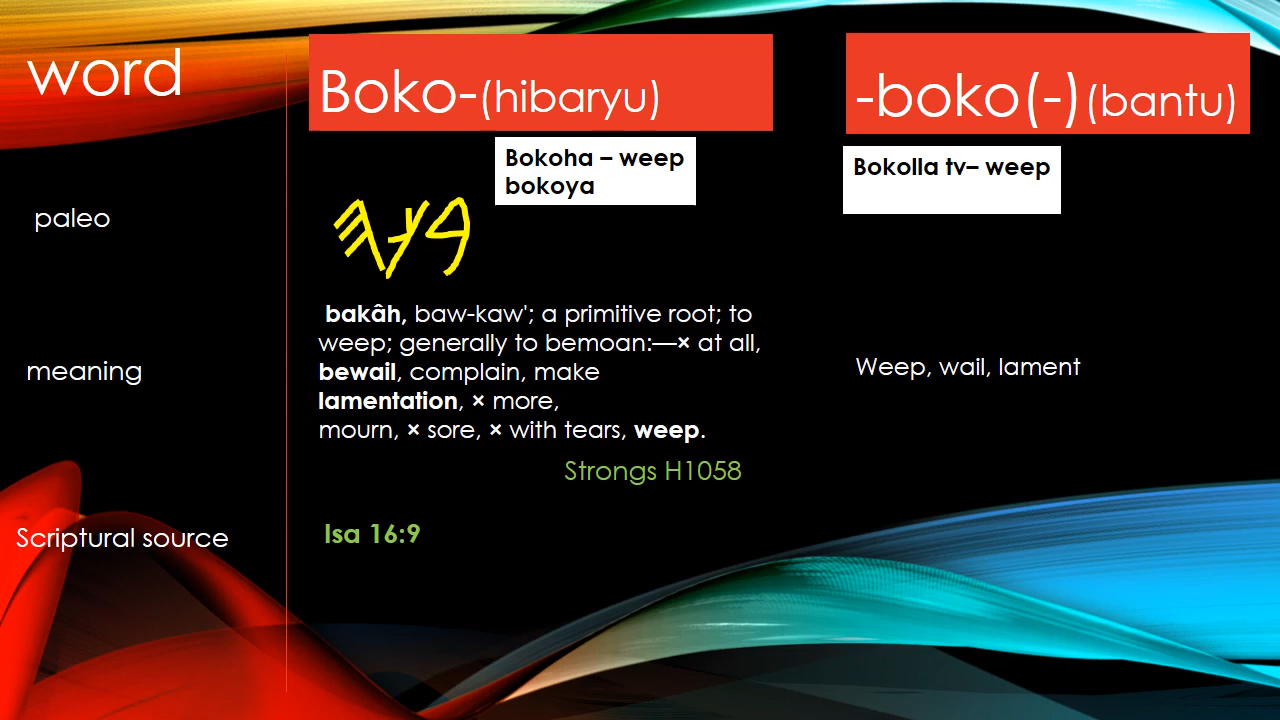 word
Boko-(hibaryu)
-boko(-)(bantu)
Bokoha – weep
bokoya
Bokolla tv– weep
paleo
𐤄𐤊𐤁
meaning
bakâh, baw-kaw'; a primitive root; to
weep; generally to bemoan:—× at all,
bewail, complain, make
lamentation, × more,
mourn, × sore, × with tears, weep.
Strongs H1058
Weep, wail, lament
Scriptural source
Isa 16:9